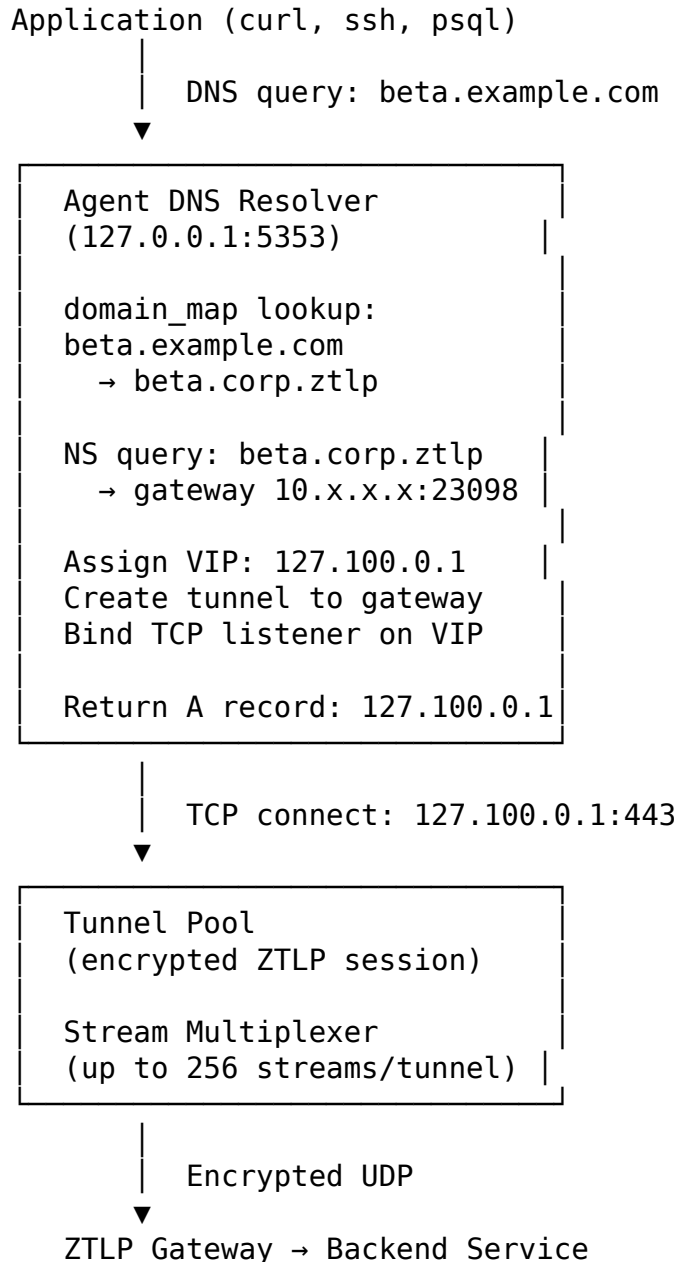 Application (curl, ssh, psql)
DNS query: beta.example.com
Agent DNS Resolver
(127.0.0.1:5353)
domain_map lookup:
beta.example.com
→ beta.corp.ztlp
NS query: beta.corp.ztlp
→ gateway 10.x.x.x:23098
Assign VIP: 127.100.0.1
Create tunnel to gateway
Bind TCP listener on VIP
Return A record: 127.100.0.1
TCP connect: 127.100.0.1:443
Tunnel Pool
(encrypted ZTLP session)
Stream Multiplexer
(up to 256 streams/tunnel)
Encrypted UDP
ZTLP Gateway → Backend Service